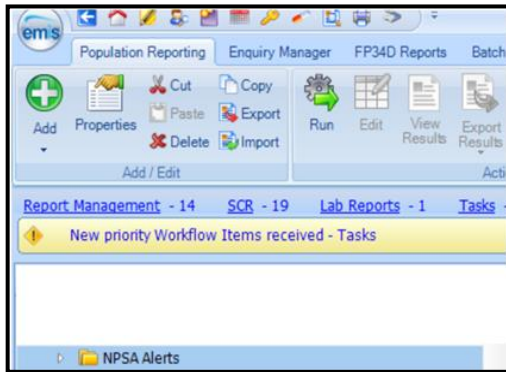 emis
Population Reporting Enquiry Manager FP34D Reports Batch
Add Properties Cut Copy Run Edit View Results Export Results
Paste Export
Delete Import
Add / Edit Acti
Report Management - 14 SCR - 19 Lab Reports - 1 Tasks -
New priority Workflow Items received - Tasks
NPSA Alerts